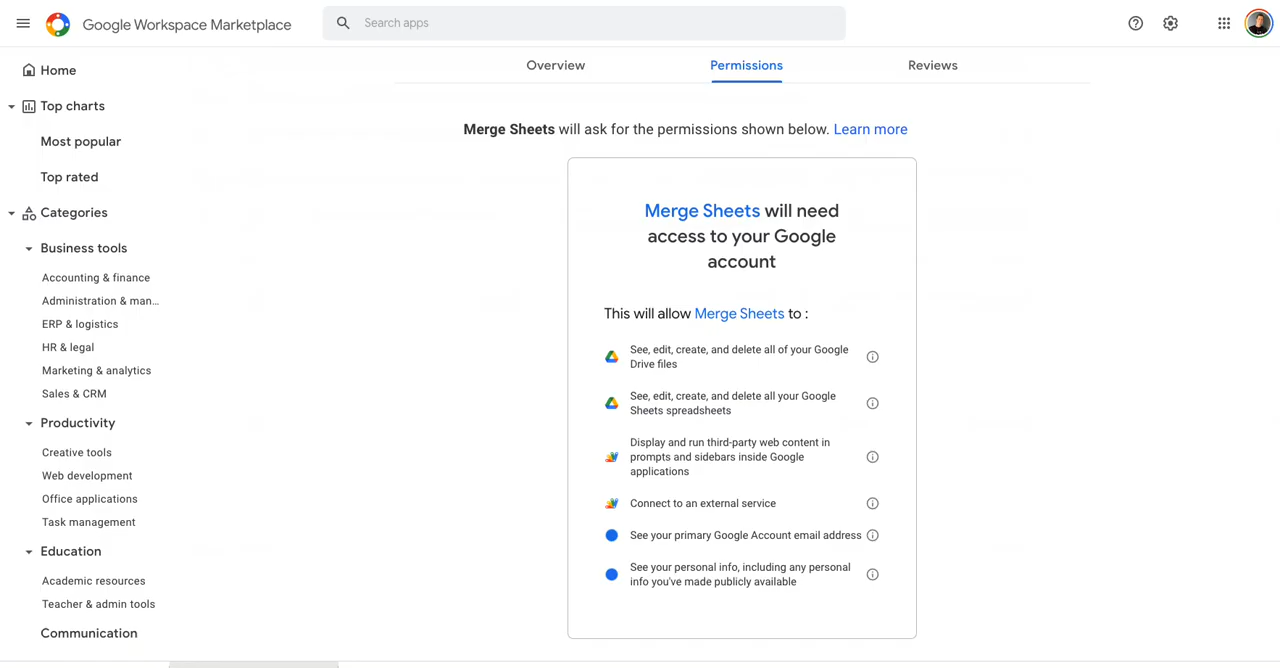 Google Workspace Marketplace
Search apps
Home
Top charts
Most popular
Top rated
Categories
Business tools
Accounting & finance
Administration & man...
ERP & logistics
HR & legal
Marketing & analytics
Sales & CRM
Productivity
Creative tools
Web development
Office applications
Task management
Education
Academic resources
Teacher & admin tools
Communication
Overview
Permissions
Reviews
Merge Sheets will ask for the permissions shown below. Learn more
Merge Sheets will need
access to your Google
account
This will allow Merge Sheets to :
See, edit, create, and delete all of your Google
Drive files
See, edit, create, and delete all your Google
Sheets spreadsheets
Display and run third-party web content in
prompts and sidebars inside Google
applications
Connect to an external service
See your primary Google Account email address
See your personal info, including any personal
info you've made publicly available